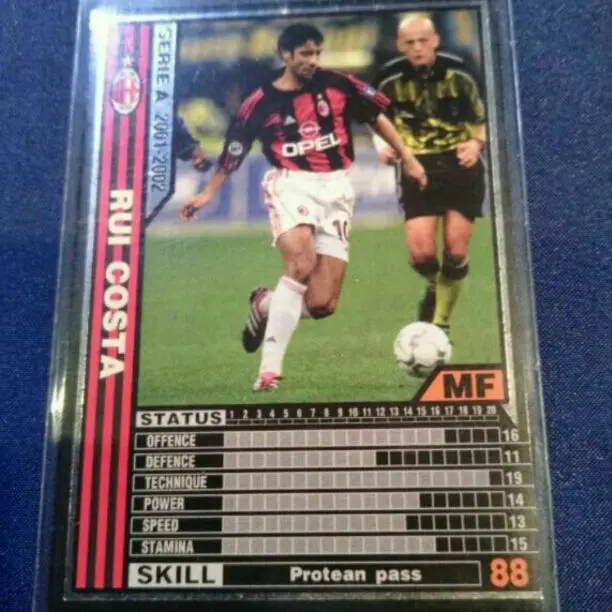 SERIE A 2001-2002
RUI COSTA
OPEL
10
MF
STATUS 1 2 3 4 5 6 7 8 9 10 11 12 13 14 15 16 17 18 19 20
OFFENCE 16
DEFENCE 11
TECHNIQUE 19
POWER 14
SPEED 13
STAMINA 15
SKILL Protean pass 88